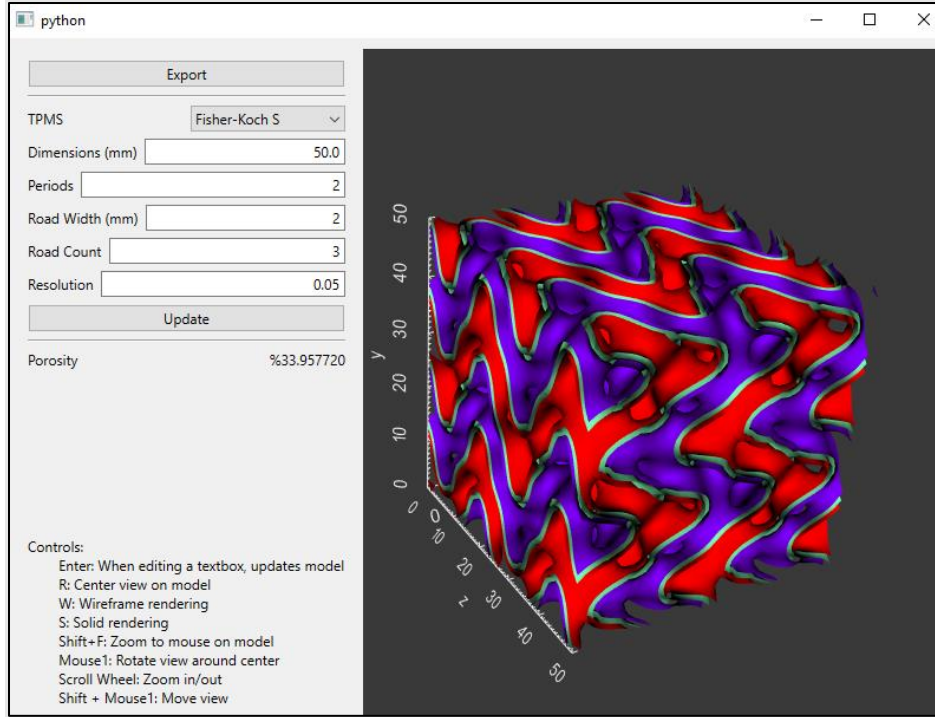 python
Export
TPMS Fisher-Koch S
Dimensions (mm) 50.0
Periods 2
Road Width (mm) 2
Road Count 3
Resolution 0.05
Update
Porosity %33.957720
Controls:
Enter: When editing a textbox, updates model
R: Center view on model
W: Wireframe rendering
S: Solid rendering
Shift+F: Zoom to mouse on model
Mouse1: Rotate view around center
Scroll Wheel: Zoom in/out
Shift + Mouse1: Move view
50
40
30
y
20
10
0
0
0
10
20
z
30
40
50